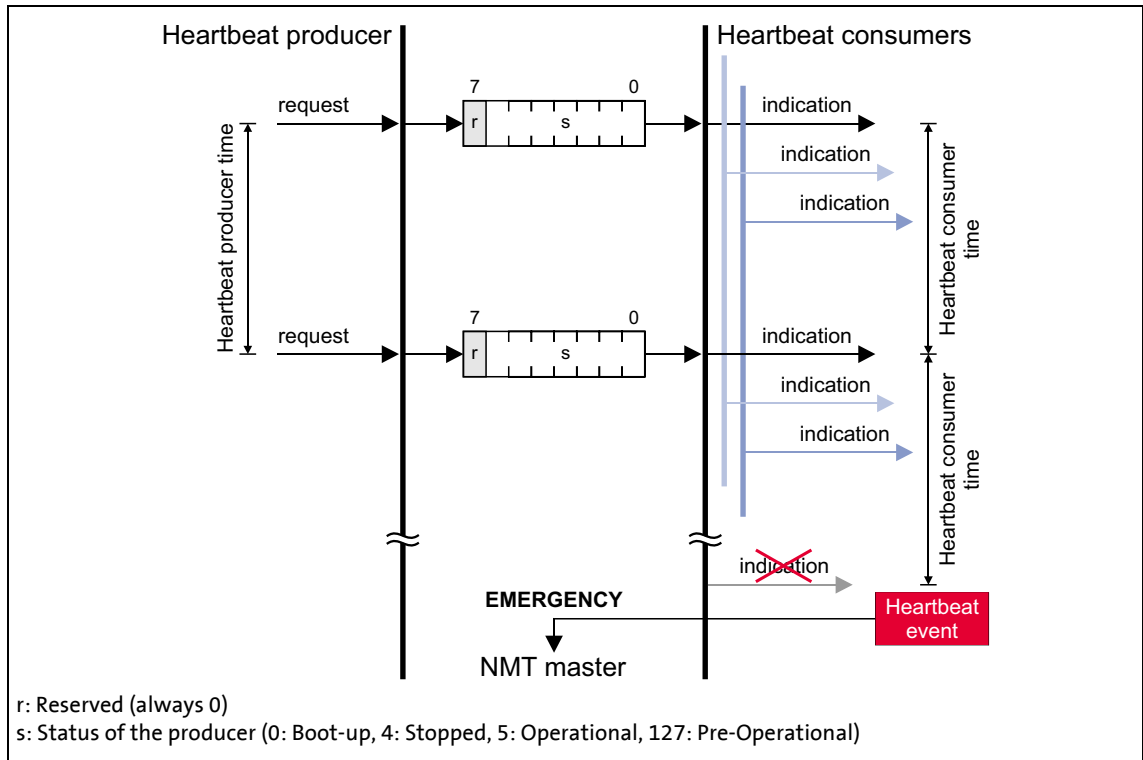 Heartbeat producer
Heartbeat consumers
7 0
request
r s
indication
indication
indication
Heartbeat producer time
Heartbeat consumer
time
7 0
request
r s
indication
indication
indication
Heartbeat consumer
time
indication
EMERGENCY
Heartbeat
event
NMT master
r: Reserved (always 0)
s: Status of the producer (0: Boot-up, 4: Stopped, 5: Operational, 127: Pre-Operational)